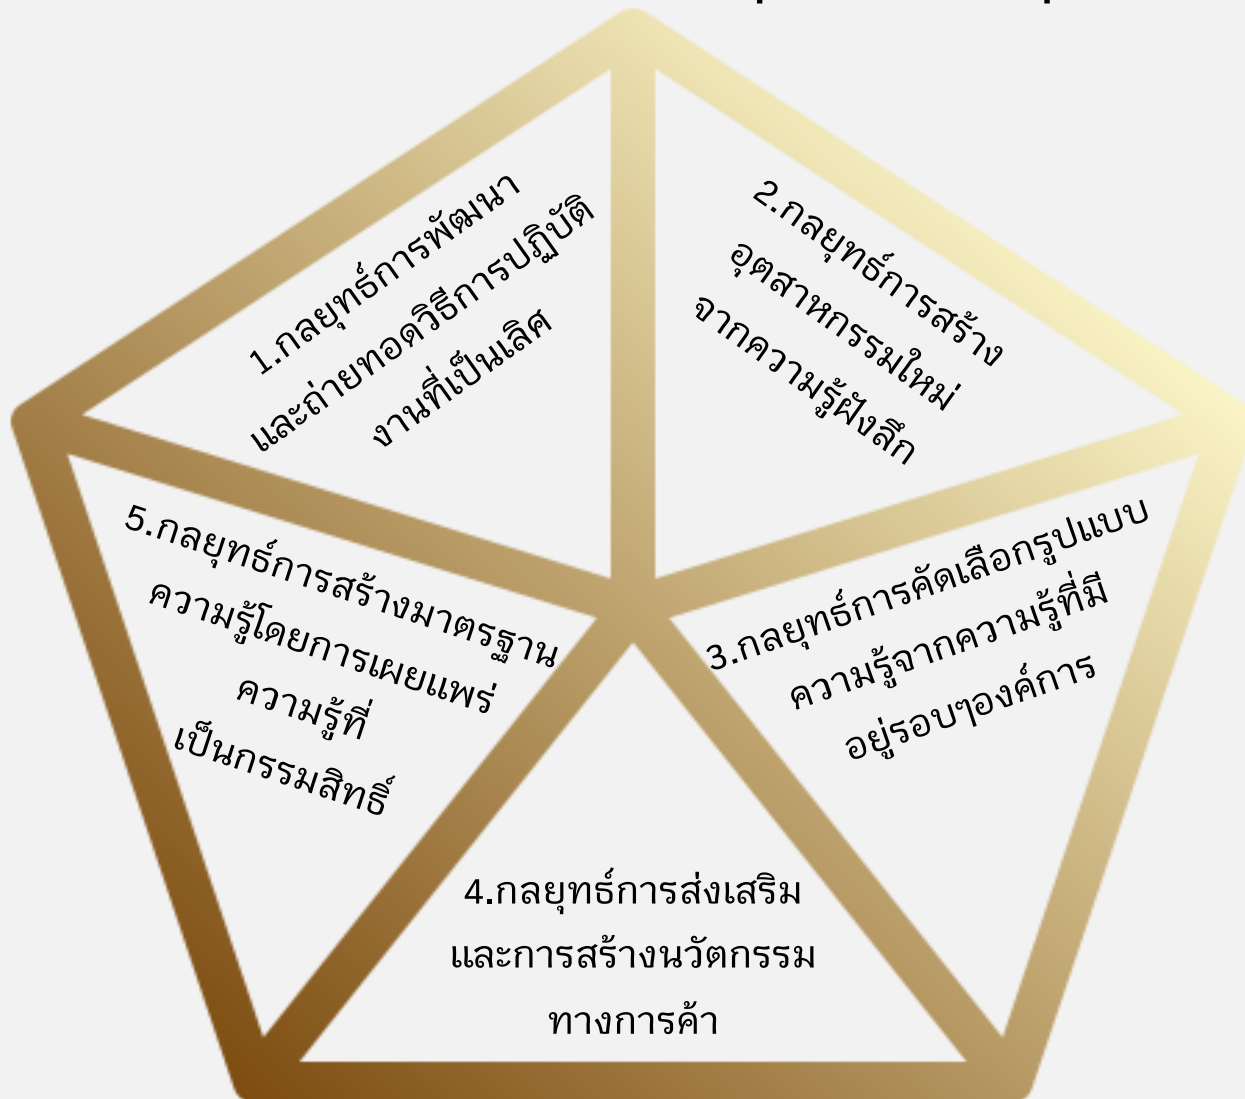 1.กลยุทธ์การพัฒนา
และถ่ายทอดวิธีการปฏิบัติ
งานที่เป็นเลิศ
2.กลยุทธ์การสร้าง
อุตสาหกรรมใหม่
จากความรู้ฝังลึก
3.กลยุทธ์การคัดเลือกรูปแบบ
ความรู้จากความรู้ที่มี
อยู่รอบๆองค์การ
4.กลยุทธ์การส่งเสริม
และการสร้างนวัตกรรม
ทางการค้า
5.กลยุทธ์การสร้างมาตรฐาน
ความรู้โดยการเผยแพร่
ความรู้ที่
เป็นกรรมสิทธิ์